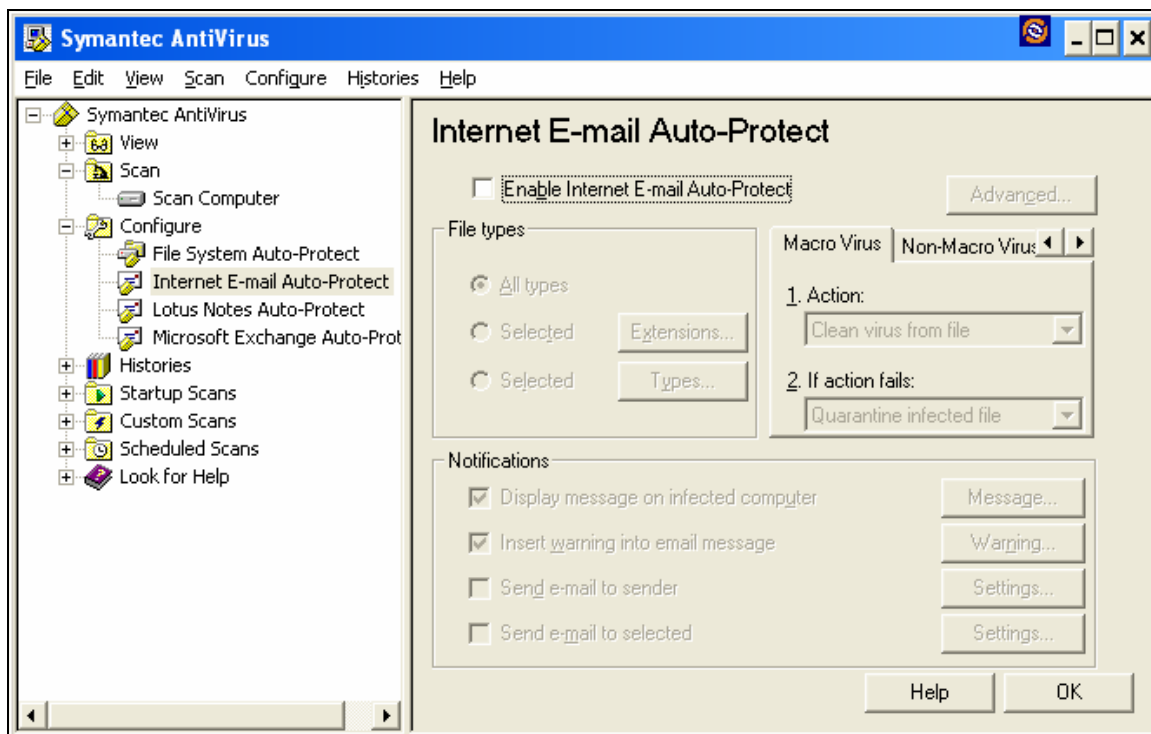 Symantec AntiVirus
File Edit View Scan Configure Histories Help
Symantec AntiVirus
View
Scan
Scan Computer
Configure
File System Auto-Protect
Internet E-mail Auto-Protect
Lotus Notes Auto-Protect
Microsoft Exchange Auto-Prot
Histories
Startup Scans
Custom Scans
Scheduled Scans
Look for Help
Internet E-mail Auto-Protect
Enable Internet E-mail Auto-Protect
Advanced...
File types
All types
Selected
Extensions...
Selected
Types...
Macro Virus
Non-Macro Virus
1. Action:
Clean virus from file
2. If action fails:
Quarantine infected file
Notifications
Display message on infected computer
Message...
Insert warning into email message
Warning...
Send e-mail to sender
Settings...
Send e-mail to selected
Settings...
Help
OK